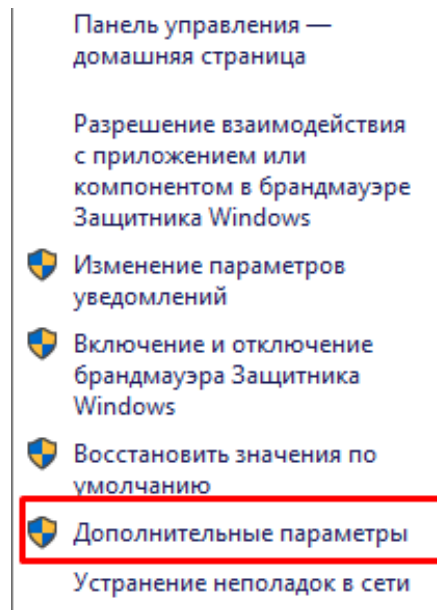 Панель управления —
домашняя страница
Разрешение взаимодействия
с приложением или
компонентом в брандмауэре
Защитника Windows
Изменение параметров
уведомлений
Включение и отключение
брандмауэра Защитника
Windows
Восстановить значения по
умолчанию
Дополнительные параметры
Устранение неполадок в сети